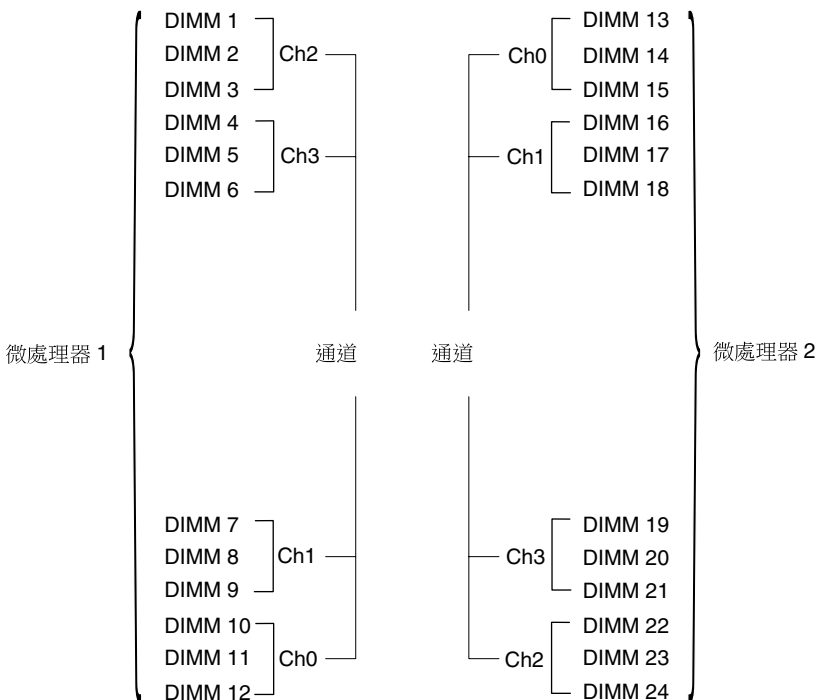 DIMM 1
DIMM 2
DIMM 3
Ch2
DIMM 4
DIMM 5
DIMM 6
Ch3
微處理器 1
通道
DIMM 7
DIMM 8
DIMM 9
Ch1
DIMM 10
DIMM 11
DIMM 12
Ch0
DIMM 13
DIMM 14
DIMM 15
Ch0
DIMM 16
DIMM 17
DIMM 18
Ch1
通道
微處理器 2
DIMM 19
DIMM 20
DIMM 21
Ch3
DIMM 22
DIMM 23
DIMM 24
Ch2